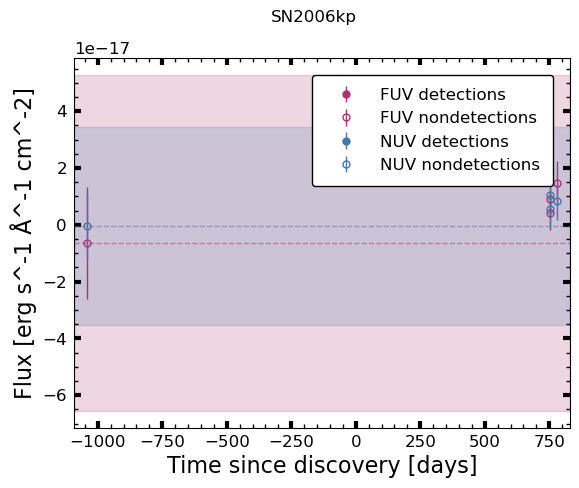 SN2006kp
1e−17
FUV detections
FUV nondetections
NUV detections
NUV nondetections
4
2
0
−2
−4
−6
Flux [erg s^-1 Å^-1 cm^-2]
−1000 −750 −500 −250 0 250 500 750
Time since discovery [days]